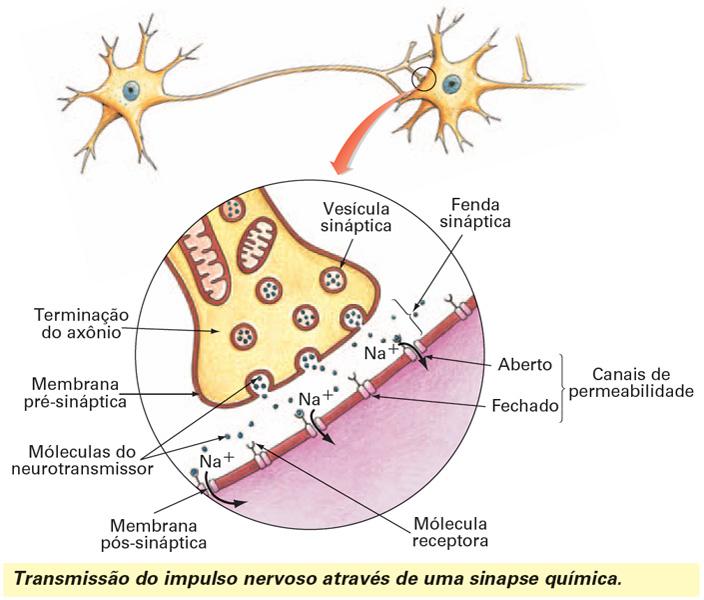 Vesícula
sináptica
Fenda
sináptica
Terminação
do axônio
Na+
Aberto
Canais de
permeabilidade
Membrana
pré-sináptica
Na+
Fechado
Móleculas do
neurotransmissor
Na+
Membrana
pós-sináptica
Mólecula
receptora
Transmissão do impulso nervoso através de uma sinapse química.